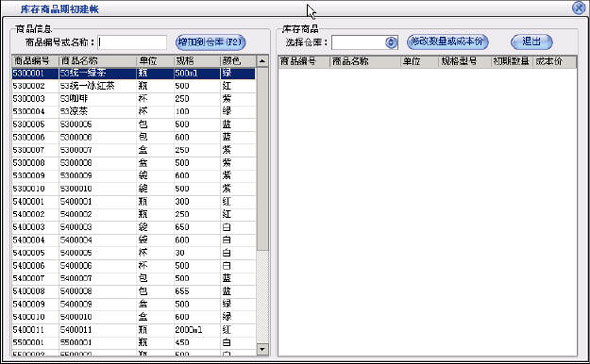 库存商品期初建帐
商品信息
商品编号或名称：
增加到仓库(F2)
商品编号 商品名称 单位 规格 颜色
5300001 53统一绿茶 瓶 500ml 绿
5300002 53统一冰红茶 瓶 500 红
5300003 53咖啡 杯 250 紫
5300004 53凉茶 杯 100 绿
5300005 5300005 包 500 蓝
5300006 5300006 包 600 蓝
5300007 5300007 盒 250 紫
5300008 5300008 盒 500 紫
5300009 5300009 袋 600 紫
5300010 5300010 袋 500 紫
5400001 5400001 瓶 300 红
5400002 5400002 瓶 250 红
5400003 5400003 袋 650 白
5400004 5400004 袋 600 白
5400005 5400005 杯 30 白
5400006 5400006 杯 500 白
5400007 5400007 包 500 蓝
5400008 5400008 包 655 蓝
5400009 5400009 盒 500 绿
5400010 5400010 盒 600 绿
5400011 5400011 瓶 2000ml 红
5500001 5500001 瓶 450 白
库存商品
选择仓库：
修改数量或成本价
退出
商品编号 商品名称 单位 规格型号 初期数量 成本价